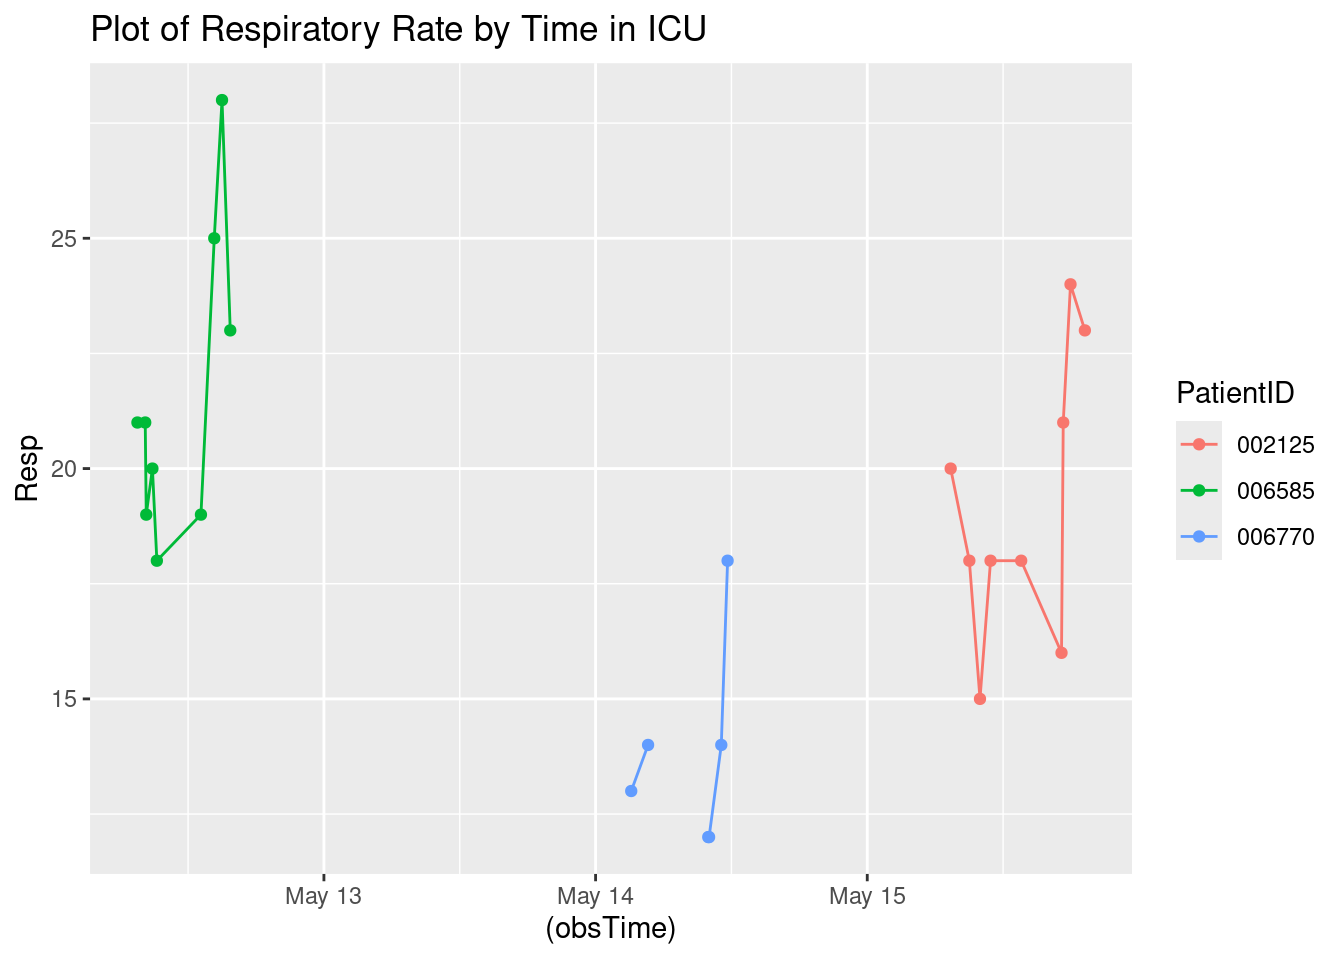 Plot of Respiratory Rate by Time in ICU
Resp
25
20
15
May 13
May 14
May 15
(obsTime)
PatientID
002125
006585
006770